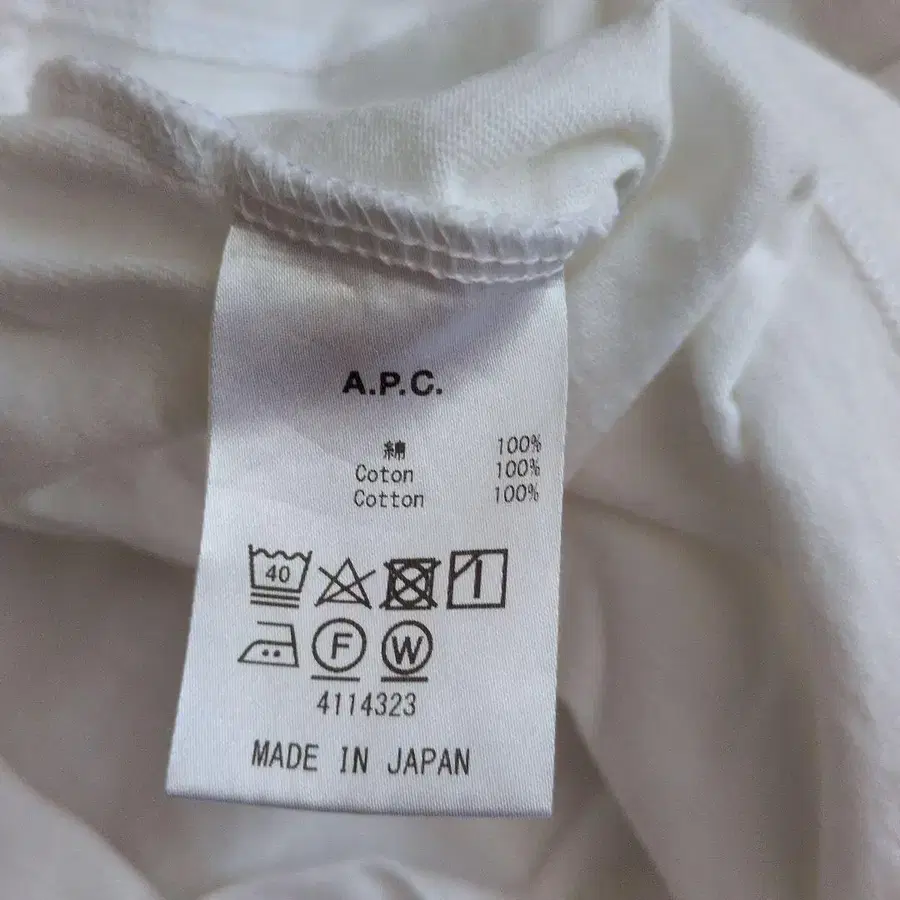 A.P.C.
綿 100%
Coton 100%
Cotton 100%
40
F W
4114323
MADE IN JAPAN